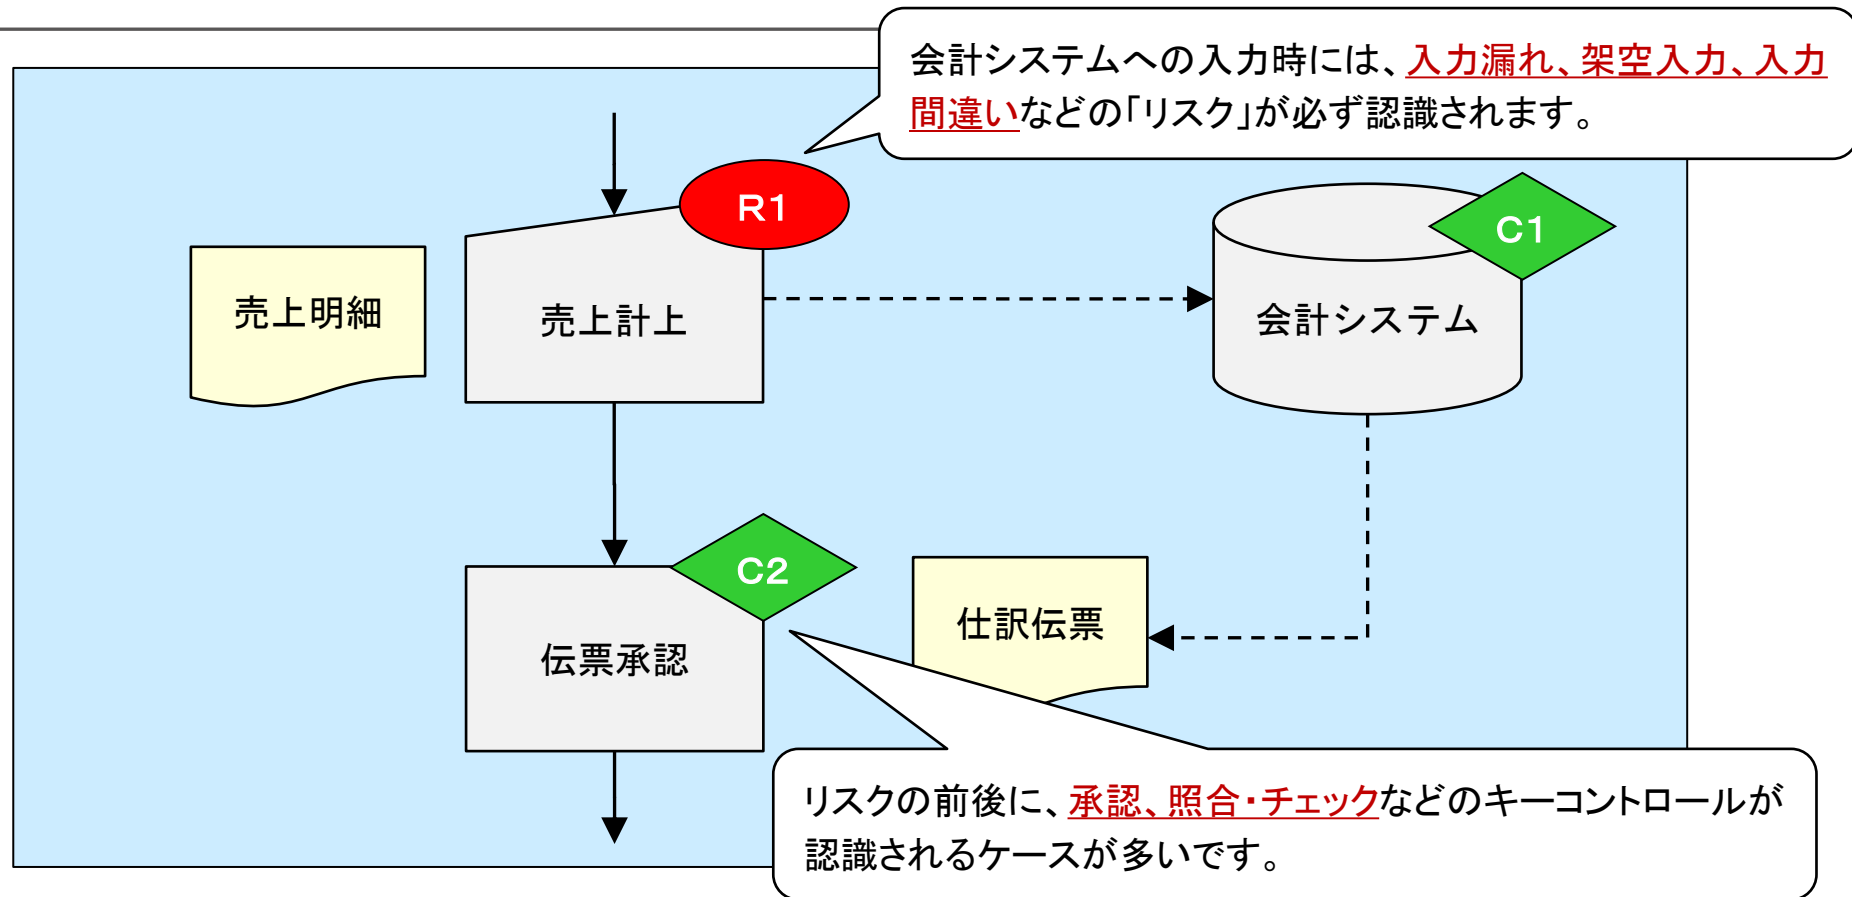 会計システムへの入力時には、入力漏れ、架空入力、入力
間違いなどの「リスク」が必ず認識されます。
R1
C1
売上明細
売上計上
会計システム
C2
仕訳伝票
伝票承認
リスクの前後に、承認、照合・チェックなどのキーコントロールが
認識されるケースが多いです。